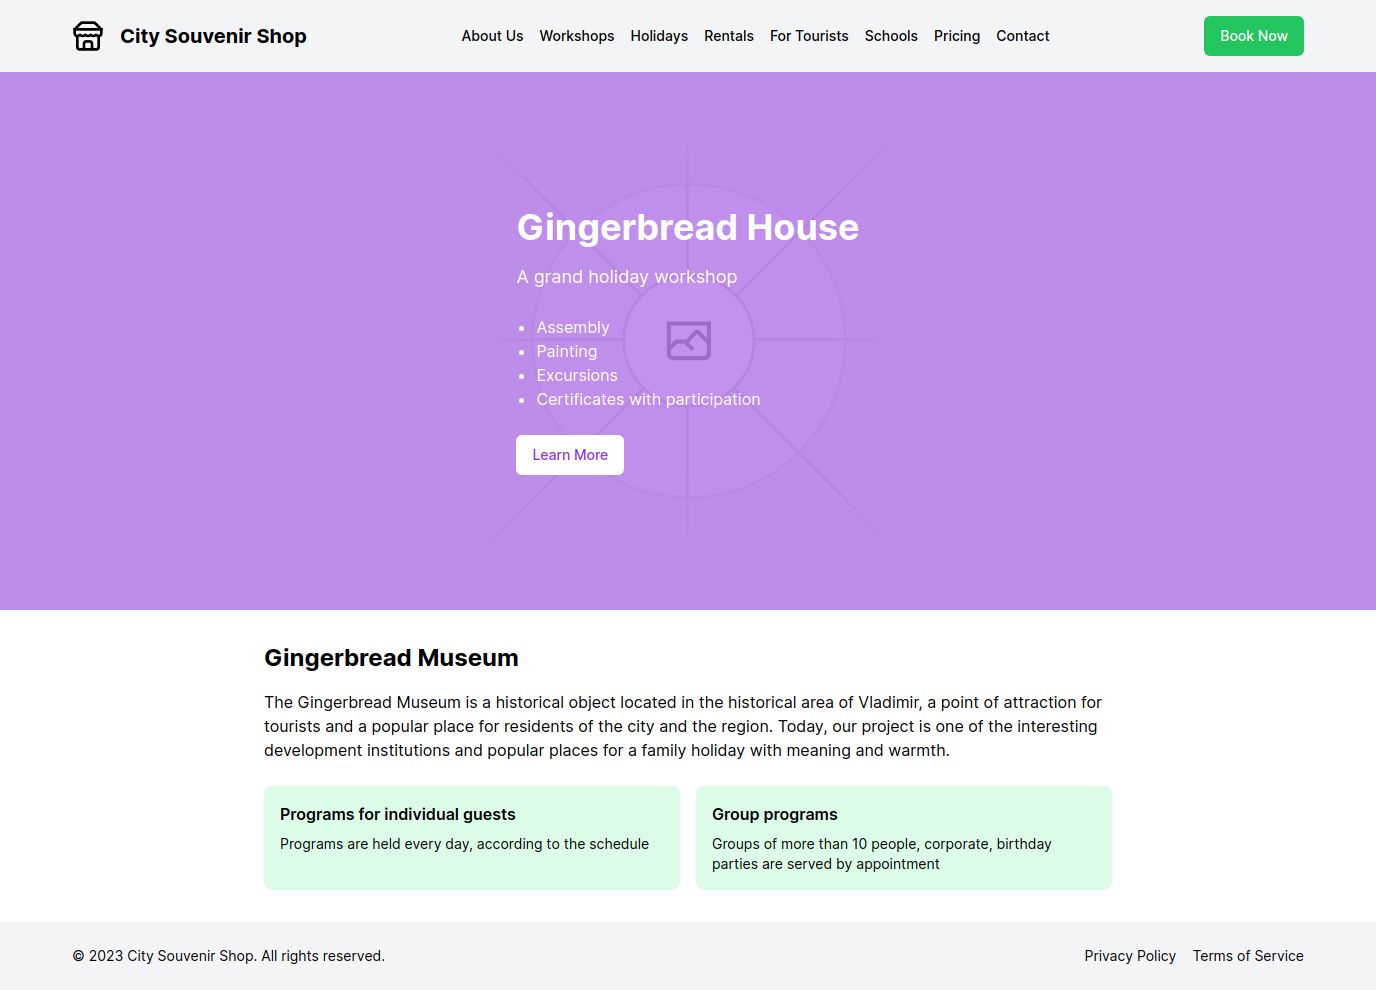 City Souvenir Shop
About Us Workshops Holidays Rentals For Tourists Schools Pricing Contact
Book Now
Gingerbread House
A grand holiday workshop
• Assembly
• Painting
• Excursions
• Certificates with participation
Learn More
Gingerbread Museum
The Gingerbread Museum is a historical object located in the historical area of Vladimir, a point of attraction for
tourists and a popular place for residents of the city and the region. Today, our project is one of the interesting
development institutions and popular places for a family holiday with meaning and warmth.
Programs for individual guests
Programs are held every day, according to the schedule
Group programs
Groups of more than 10 people, corporate, birthday
parties are served by appointment
© 2023 City Souvenir Shop. All rights reserved.
Privacy Policy Terms of Service